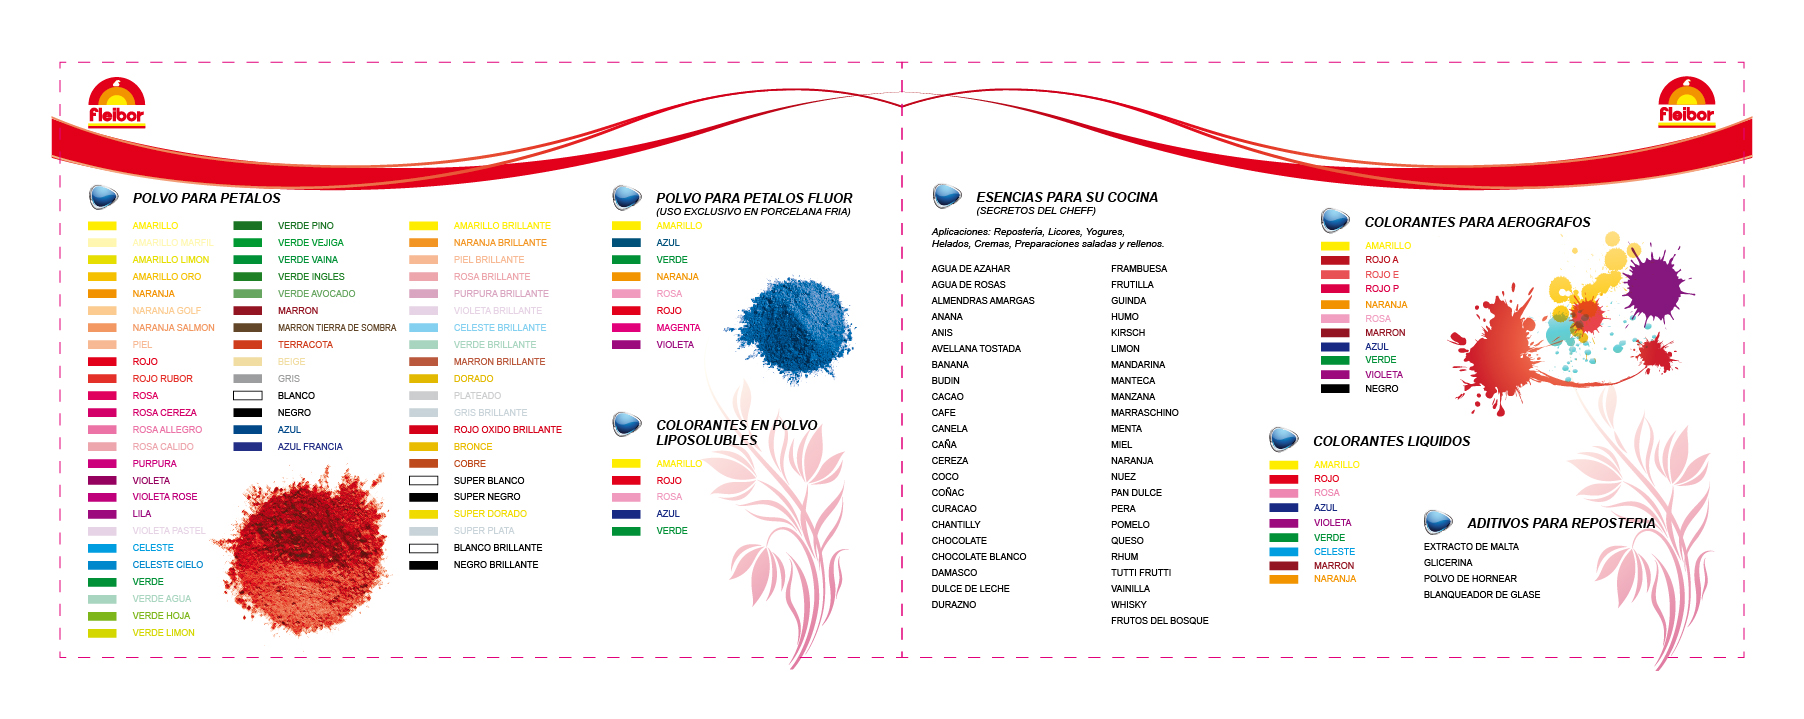 fleibor
POLVO PARA PETALOS
AMARILLO
AMARILLO MARFIL
AMARILLO LIMON
AMARILLO ORO
NARANJA
NARANJA GOLF
NARANJA SALMON
PIEL
ROJO
ROJO RUBOR
ROSA
ROSA CEREZA
ROSA ALLEGRO
ROSA CALIDO
PURPURA
VIOLETA
VIOLETA ROSE
LILA
VIOLETA PASTEL
CELESTE
CELESTE CIELO
VERDE
VERDE AGUA
VERDE HOJA
VERDE LIMON
VERDE PINO
VERDE VEJIGA
VERDE VAINA
VERDE INGLES
VERDE AVOCADO
MARRON
MARRON TIERRA DE SOMBRA
TERRACOTA
BEIGE
GRIS
BLANCO
NEGRO
AZUL
AZUL FRANCIA
AMARILLO BRILLANTE
NARANJA BRILLANTE
PIEL BRILLANTE
ROSA BRILLANTE
PURPURA BRILLANTE
VIOLETA BRILLANTE
CELESTE BRILLANTE
VERDE BRILLANTE
MARRON BRILLANTE
DORADO
PLATEADO
GRIS BRILLANTE
ROJO OXIDO BRILLANTE
BRONCE
COBRE
SUPER BLANCO
SUPER NEGRO
SUPER DORADO
SUPER PLATA
BLANCO BRILLANTE
NEGRO BRILLANTE
POLVO PARA PETALOS FLUOR
(USO EXCLUSIVO EN PORCELANA FRIA)
AMARILLO
AZUL
VERDE
NARANJA
ROSA
ROJO
MAGENTA
VIOLETA
COLORANTES EN POLVO
LIPOSOLUBLES
AMARILLO
ROJO
ROSA
AZUL
VERDE
fleibor
ESENCIAS PARA SU COCINA
(SECRETOS DEL CHEFF)
Aplicaciones: Repostería, Licores, Yogures,
Helados, Cremas, Preparaciones saladas y rellenos.
AGUA DE AZAHAR
AGUA DE ROSAS
ALMENDRAS AMARGAS
ANANA
ANIS
AVELLANA TOSTADA
BANANA
BUDIN
CACAO
CAFE
CANELA
CAÑA
CEREZA
COCO
COÑAC
CURACAO
CHANTILLY
CHOCOLATE
CHOCOLATE BLANCO
DAMASCO
DULCE DE LECHE
DURAZNO
FRAMBUESA
FRUTILLA
GUINDA
HUMO
KIRSCH
LIMON
MANDARINA
MANTECA
MANZANA
MARRASCHINO
MENTA
MIEL
NARANJA
NUEZ
PAN DULCE
PERA
POMELO
QUESO
RHUM
TUTTI FRUTTI
VAINILLA
WHISKY
FRUTOS DEL BOSQUE
COLORANTES PARA AEROGRAFOS
AMARILLO
ROJO A
ROJO E
ROJO P
NARANJA
ROSA
MARRON
AZUL
VERDE
VIOLETA
NEGRO
COLORANTES LIQUIDOS
AMARILLO
ROJO
ROSA
AZUL
VIOLETA
VERDE
CELESTE
MARRON
NARANJA
ADITIVOS PARA REPOSTERIA
EXTRACTO DE MALTA
GLICERINA
POLVO DE HORNEAR
BLANQUEADOR DE GLASE